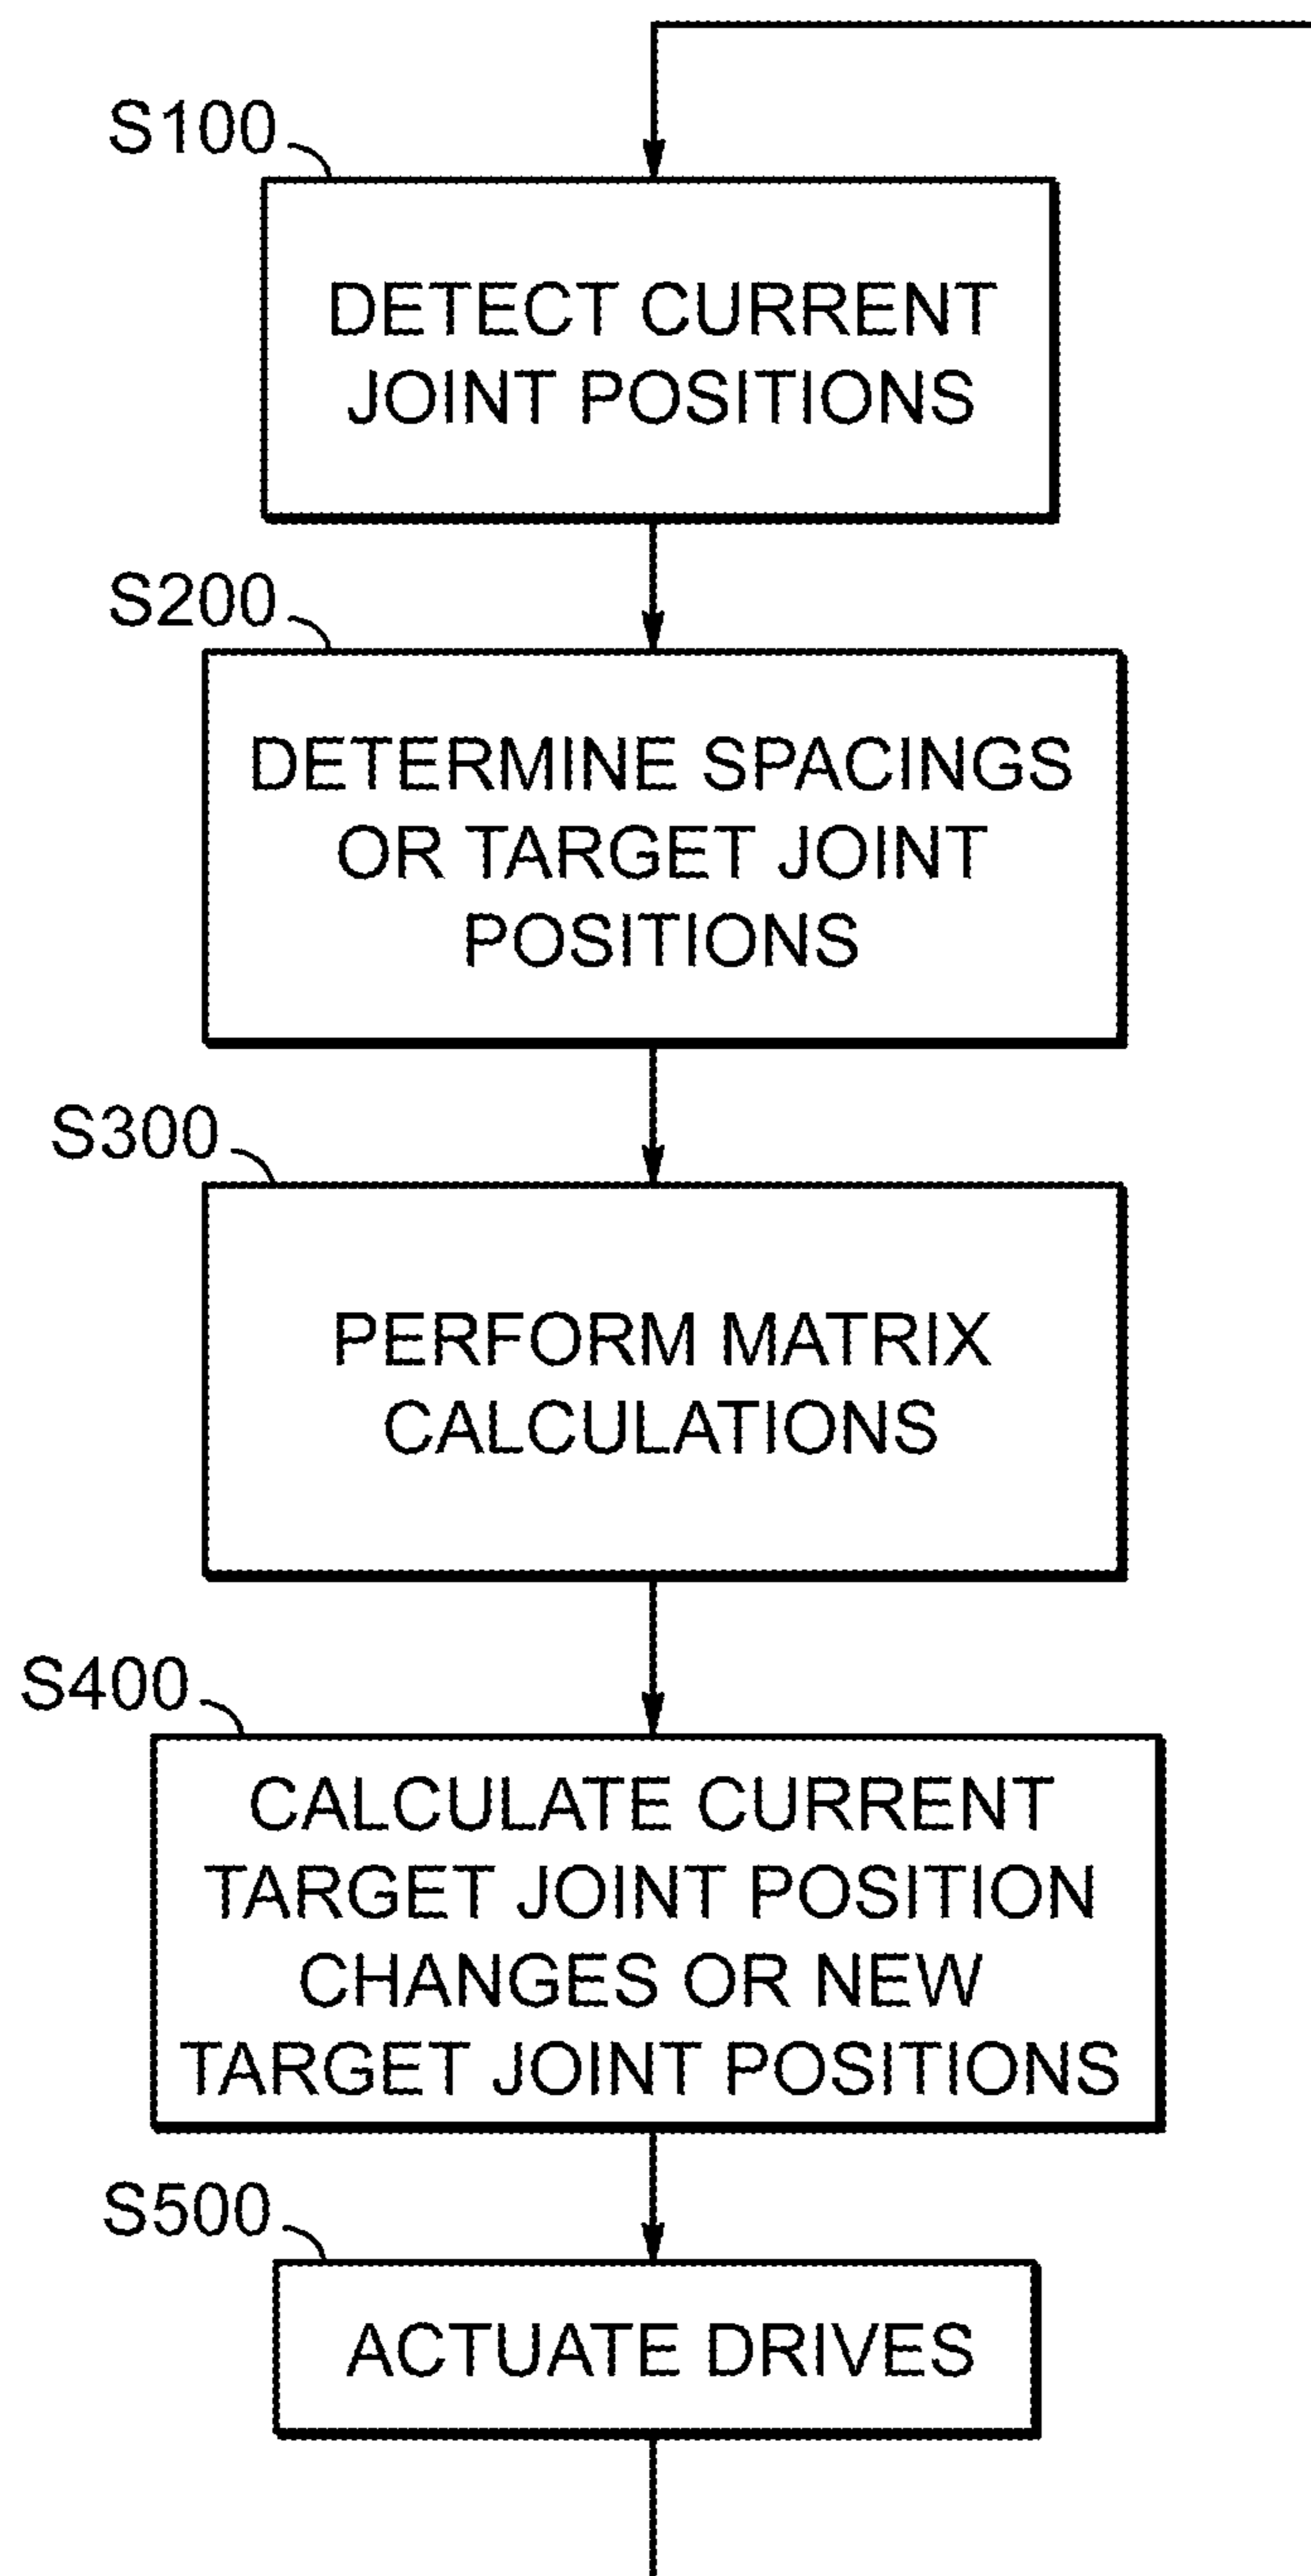 S100
DETECT CURRENT
JOINT POSITIONS
S200
DETERMINE SPACINGS
OR TARGET JOINT
POSITIONS
S300
PERFORM MATRIX
CALCULATIONS
S400
CALCULATE CURRENT
TARGET JOINT POSITION
CHANGES OR NEW
TARGET JOINT POSITIONS
S500
ACTUATE DRIVES